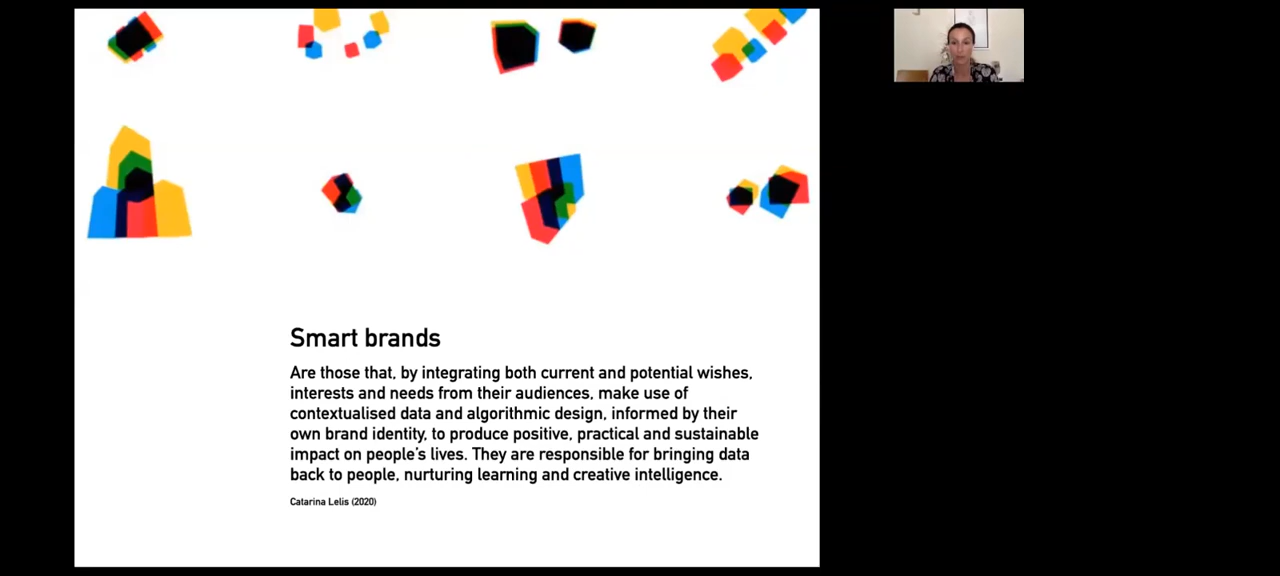 Smart brands
Are those that, by integrating both current and potential wishes,
interests and needs from their audiences, make use of
contextualised data and algorithmic design, informed by their
own brand identity, to produce positive, practical and sustainable
impact on people's lives. They are responsible for bringing data
back to people, nurturing learning and creative intelligence.
Catarina Lelis (2020)